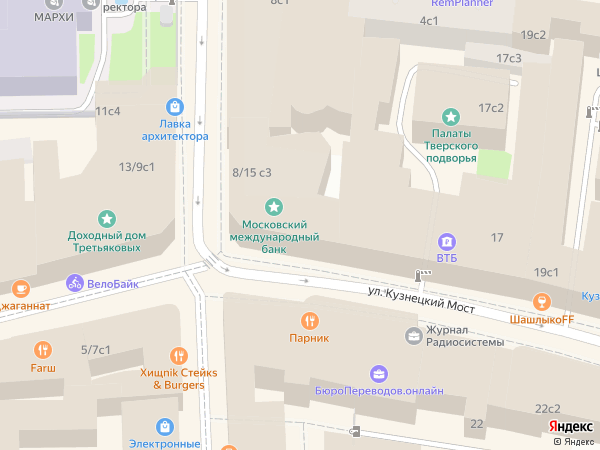 ректора
МАРХИ
8с1
RemPlanner
4с1
19с2
17с3
11с4
Лавка
архитектора
17с2
Палаты
Тверского
подворья
13/9с1
8/15 с3
Доходный дом
Третьяковых
Московский
международный
банк
ВТБ
17
19с1
ВелоБайк
ул. Кузнецкий Мост
ШашлыкоFF
Парник
Журнал
Радиосистемы
5/7с1
Farш
Хищnik Стейкs
& Burgers
БюроПереводов.онлайн
22с2
22
Электронные
Яндекс
© Яндекс